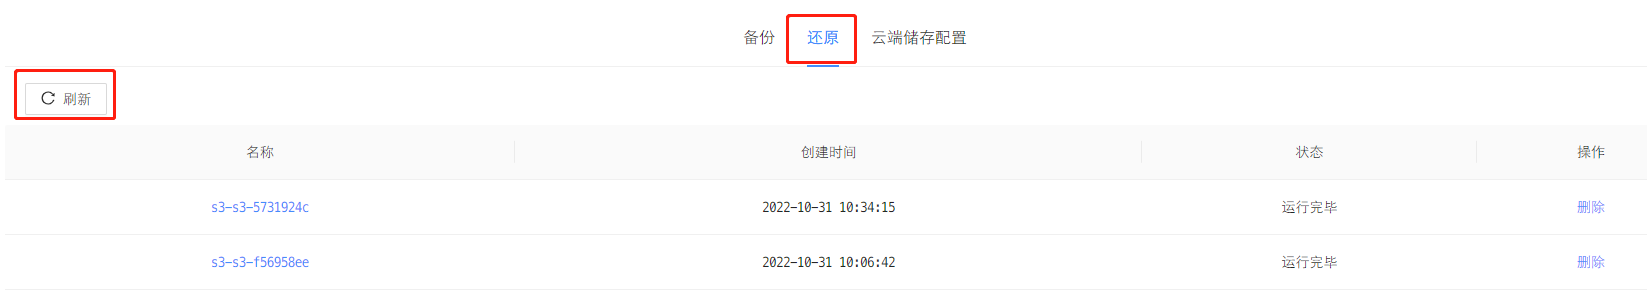 备份 还原 云端储存配置
刷新
名称 创建时间 状态 操作
s3-s3-5731924c 2022-10-31 10:34:15 运行完毕 删除
s3-s3-f56958ee 2022-10-31 10:06:42 运行完毕 删除